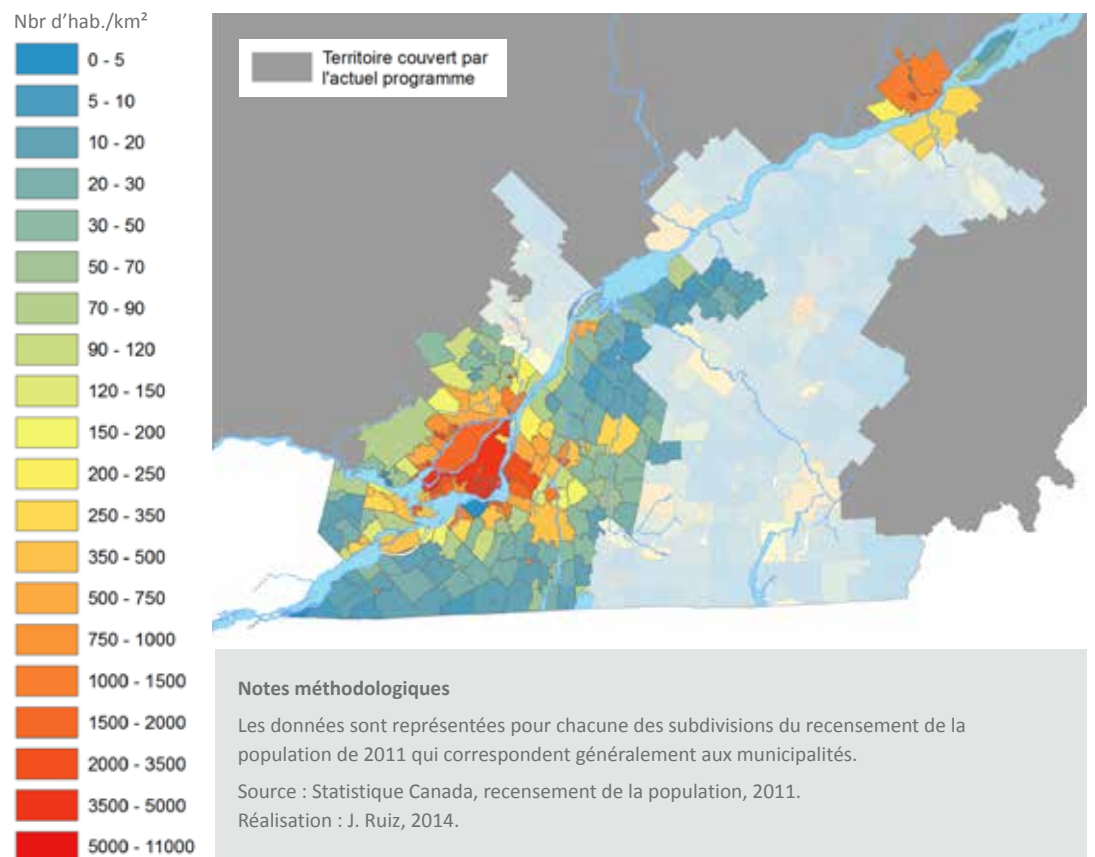 Nbr d'hab./km²
0 - 5
5 - 10
10 - 20
20 - 30
30 - 50
50 - 70
70 - 90
90 - 120
120 - 150
150 - 200
200 - 250
250 - 350
350 - 500
500 - 750
750 - 1000
1000 - 1500
1500 - 2000
2000 - 3500
3500 - 5000
5000 - 11000
Territoire couvert par
l'actuel programme
Notes méthodologiques
Les données sont représentées pour chacune des subdivisions du recensement de la
population de 2011 qui correspondent généralement aux municipalités.
Source : Statistique Canada, recensement de la population, 2011.
Réalisation : J. Ruiz, 2014.